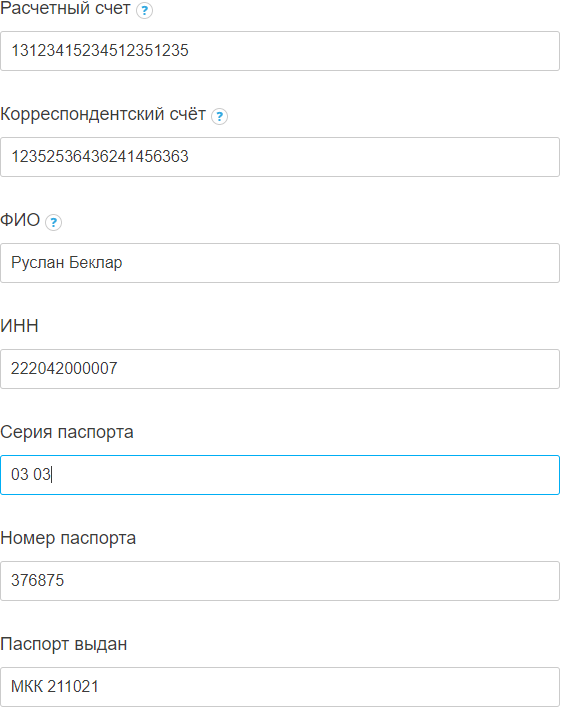 Расчетный счет ?
13123415234512351235
Корреспондентский счёт ?
12352536436241456363
ФИО ?
Руслан Беклар
ИНН
222042000007
Серия паспорта
03 03
Номер паспорта
376875
Паспорт выдан
МКК 211021